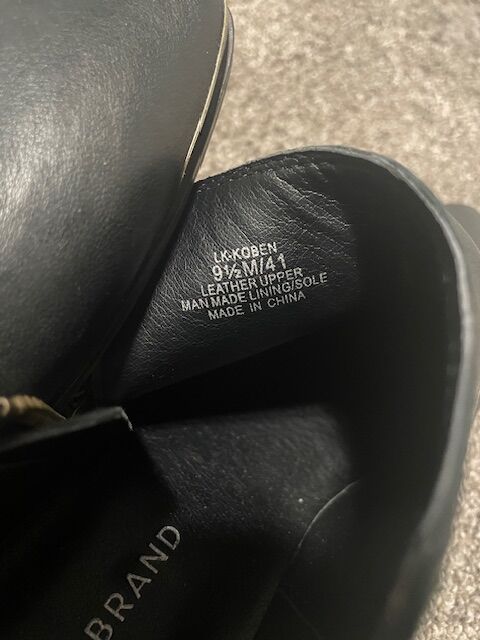 LK-KOBEN
9½M/41
LEATHER UPPER
MAN MADE LINING/SOLE
MADE IN CHINA
BRAND